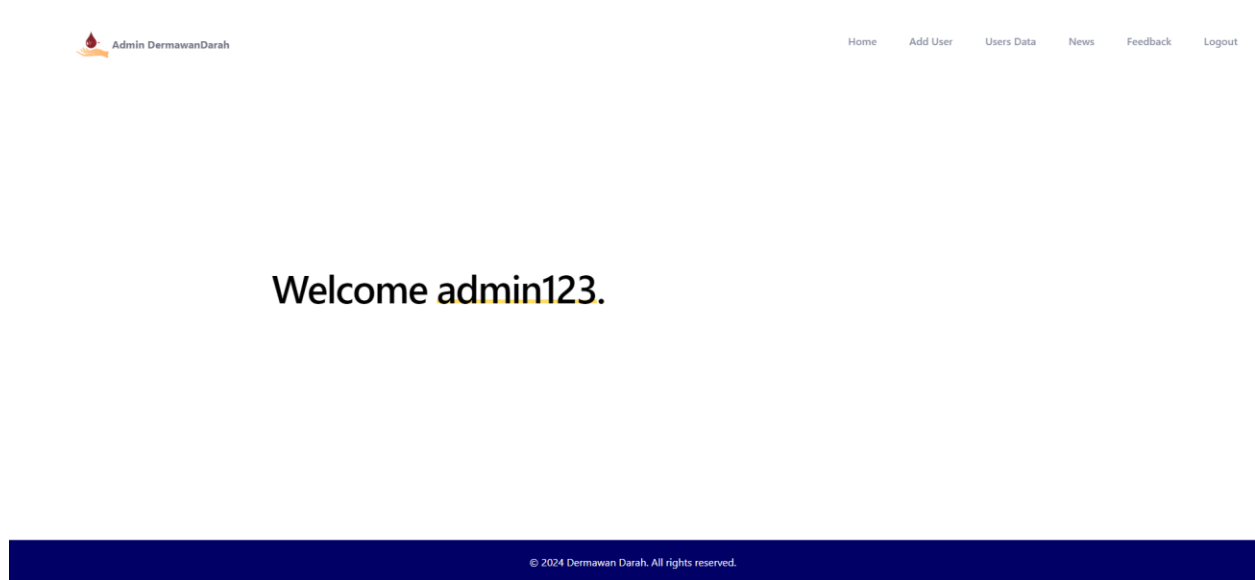 Admin DermawanDarah
Home Add User Users Data News Feedback Logout
Welcome admin123.
© 2024 Dermawan Darah. All rights reserved.